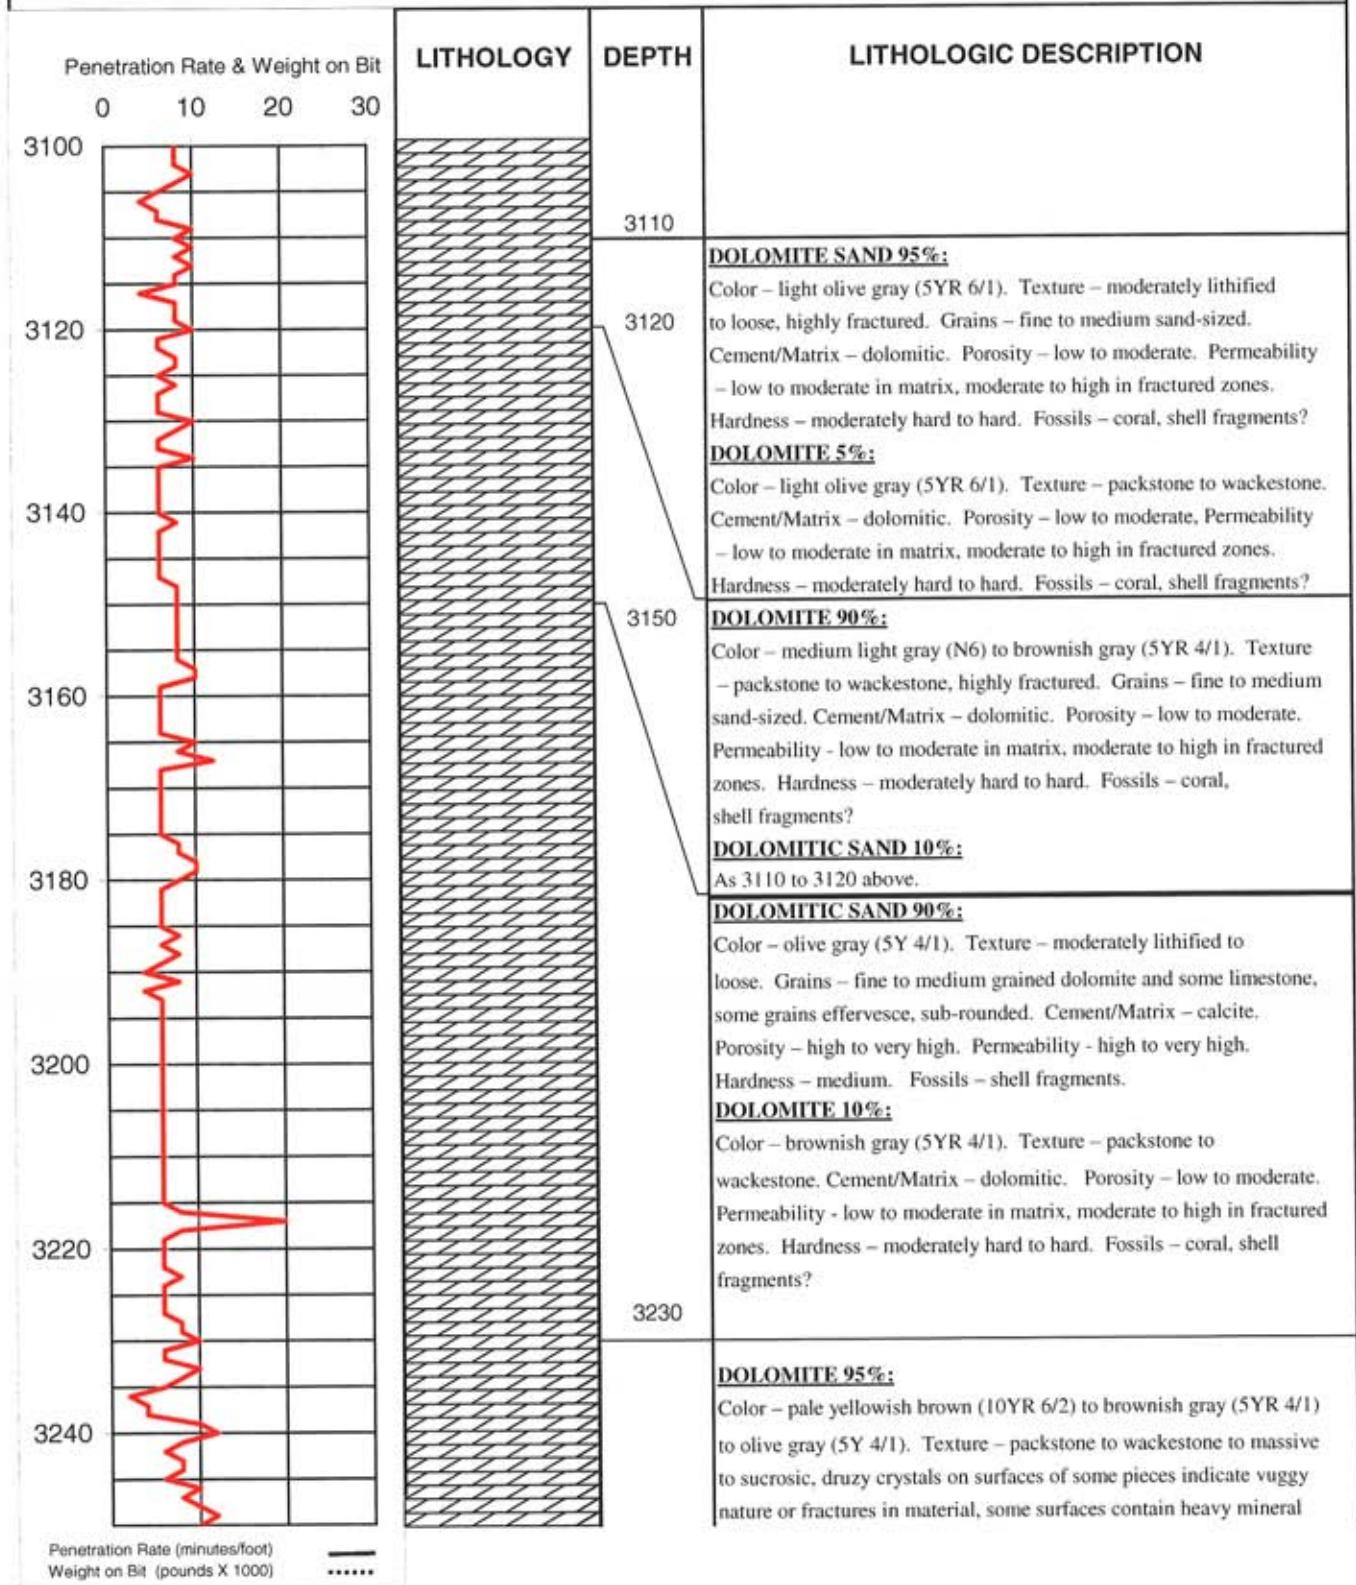 Penetration Rate & Weight on Bit
0 10 20 30
LITHOLOGY
DEPTH
LITHOLOGIC DESCRIPTION
3100
3120
3140
3160
3180
3200
3220
3240
3110
3120
3150
3230
DOLOMITE SAND 95%:
Color – light olive gray (5YR 6/1). Texture – moderately lithified
to loose, highly fractured. Grains – fine to medium sand-sized.
Cement/Matrix – dolomitic. Porosity – low to moderate. Permeability
– low to moderate in matrix, moderate to high in fractured zones.
Hardness – moderately hard to hard. Fossils – coral, shell fragments?
DOLOMITE 5%:
Color – light olive gray (5YR 6/1). Texture – packstone to wackestone.
Cement/Matrix – dolomitic. Porosity – low to moderate, Permeability
– low to moderate in matrix, moderate to high in fractured zones.
Hardness – moderately hard to hard. Fossils – coral, shell fragments?
DOLOMITE 90%:
Color – medium light gray (N6) to brownish gray (5YR 4/1). Texture
– packstone to wackestone, highly fractured. Grains – fine to medium
sand-sized. Cement/Matrix – dolomitic. Porosity – low to moderate.
Permeability - low to moderate in matrix, moderate to high in fractured
zones. Hardness – moderately hard to hard. Fossils – coral,
shell fragments?
DOLOMITIC SAND 10%:
As 3110 to 3120 above.
DOLOMITIC SAND 90%:
Color – olive gray (5Y 4/1). Texture – moderately lithified to
loose. Grains – fine to medium grained dolomite and some limestone,
some grains effervesce, sub-rounded. Cement/Matrix – calcite.
Porosity – high to very high. Permeability - high to very high.
Hardness – medium. Fossils – shell fragments.
DOLOMITE 10%:
Color – brownish gray (5YR 4/1). Texture – packstone to
wackestone. Cement/Matrix – dolomitic. Porosity – low to moderate.
Permeability - low to moderate in matrix, moderate to high in fractured
zones. Hardness – moderately hard to hard. Fossils – coral, shell
fragments?
DOLOMITE 95%:
Color – pale yellowish brown (10YR 6/2) to brownish gray (5YR 4/1)
to olive gray (5Y 4/1). Texture – packstone to wackestone to massive
to sucrosic, druzy crystals on surfaces of some pieces indicate vuggy
nature or fractures in material, some surfaces contain heavy mineral
Penetration Rate (minutes/foot)
Weight on Bit (pounds X 1000)